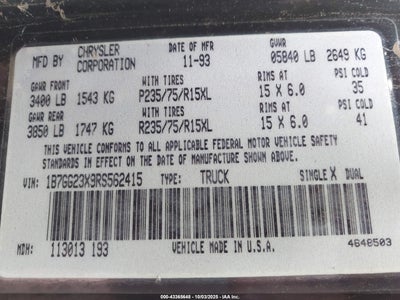 MFD BY CHRYSLER CORPORATION DATE OF MFR 11-93 GVWR 05840 LB 2649 KG
GAWR FRONT WITH TIRES RIMS AT PSI COLD
3400 LB 1543 KG P235/75/R15XL 15 X 6.0 35
GAWR REAR WITH TIRES RIMS AT PSI COLD
3850 LB 1747 KG R235/75/R15XL 15 X 6.0 41
THIS VEHICLE CONFORMS TO ALL APPLICABLE FEDERAL MOTOR VEHICLE SAFETY
STANDARDS IN EFFECT ON THE DATE OF MANUFACTURE SHOWN ABOVE
VIN: 1B7GG23X9RS562415 TYPE: TRUCK SINGLE X DUAL
MDH: 113013 193 VEHICLE MADE IN U.S.A. 4648503
000-43365648 - 10/03/2025 - IAA Inc.